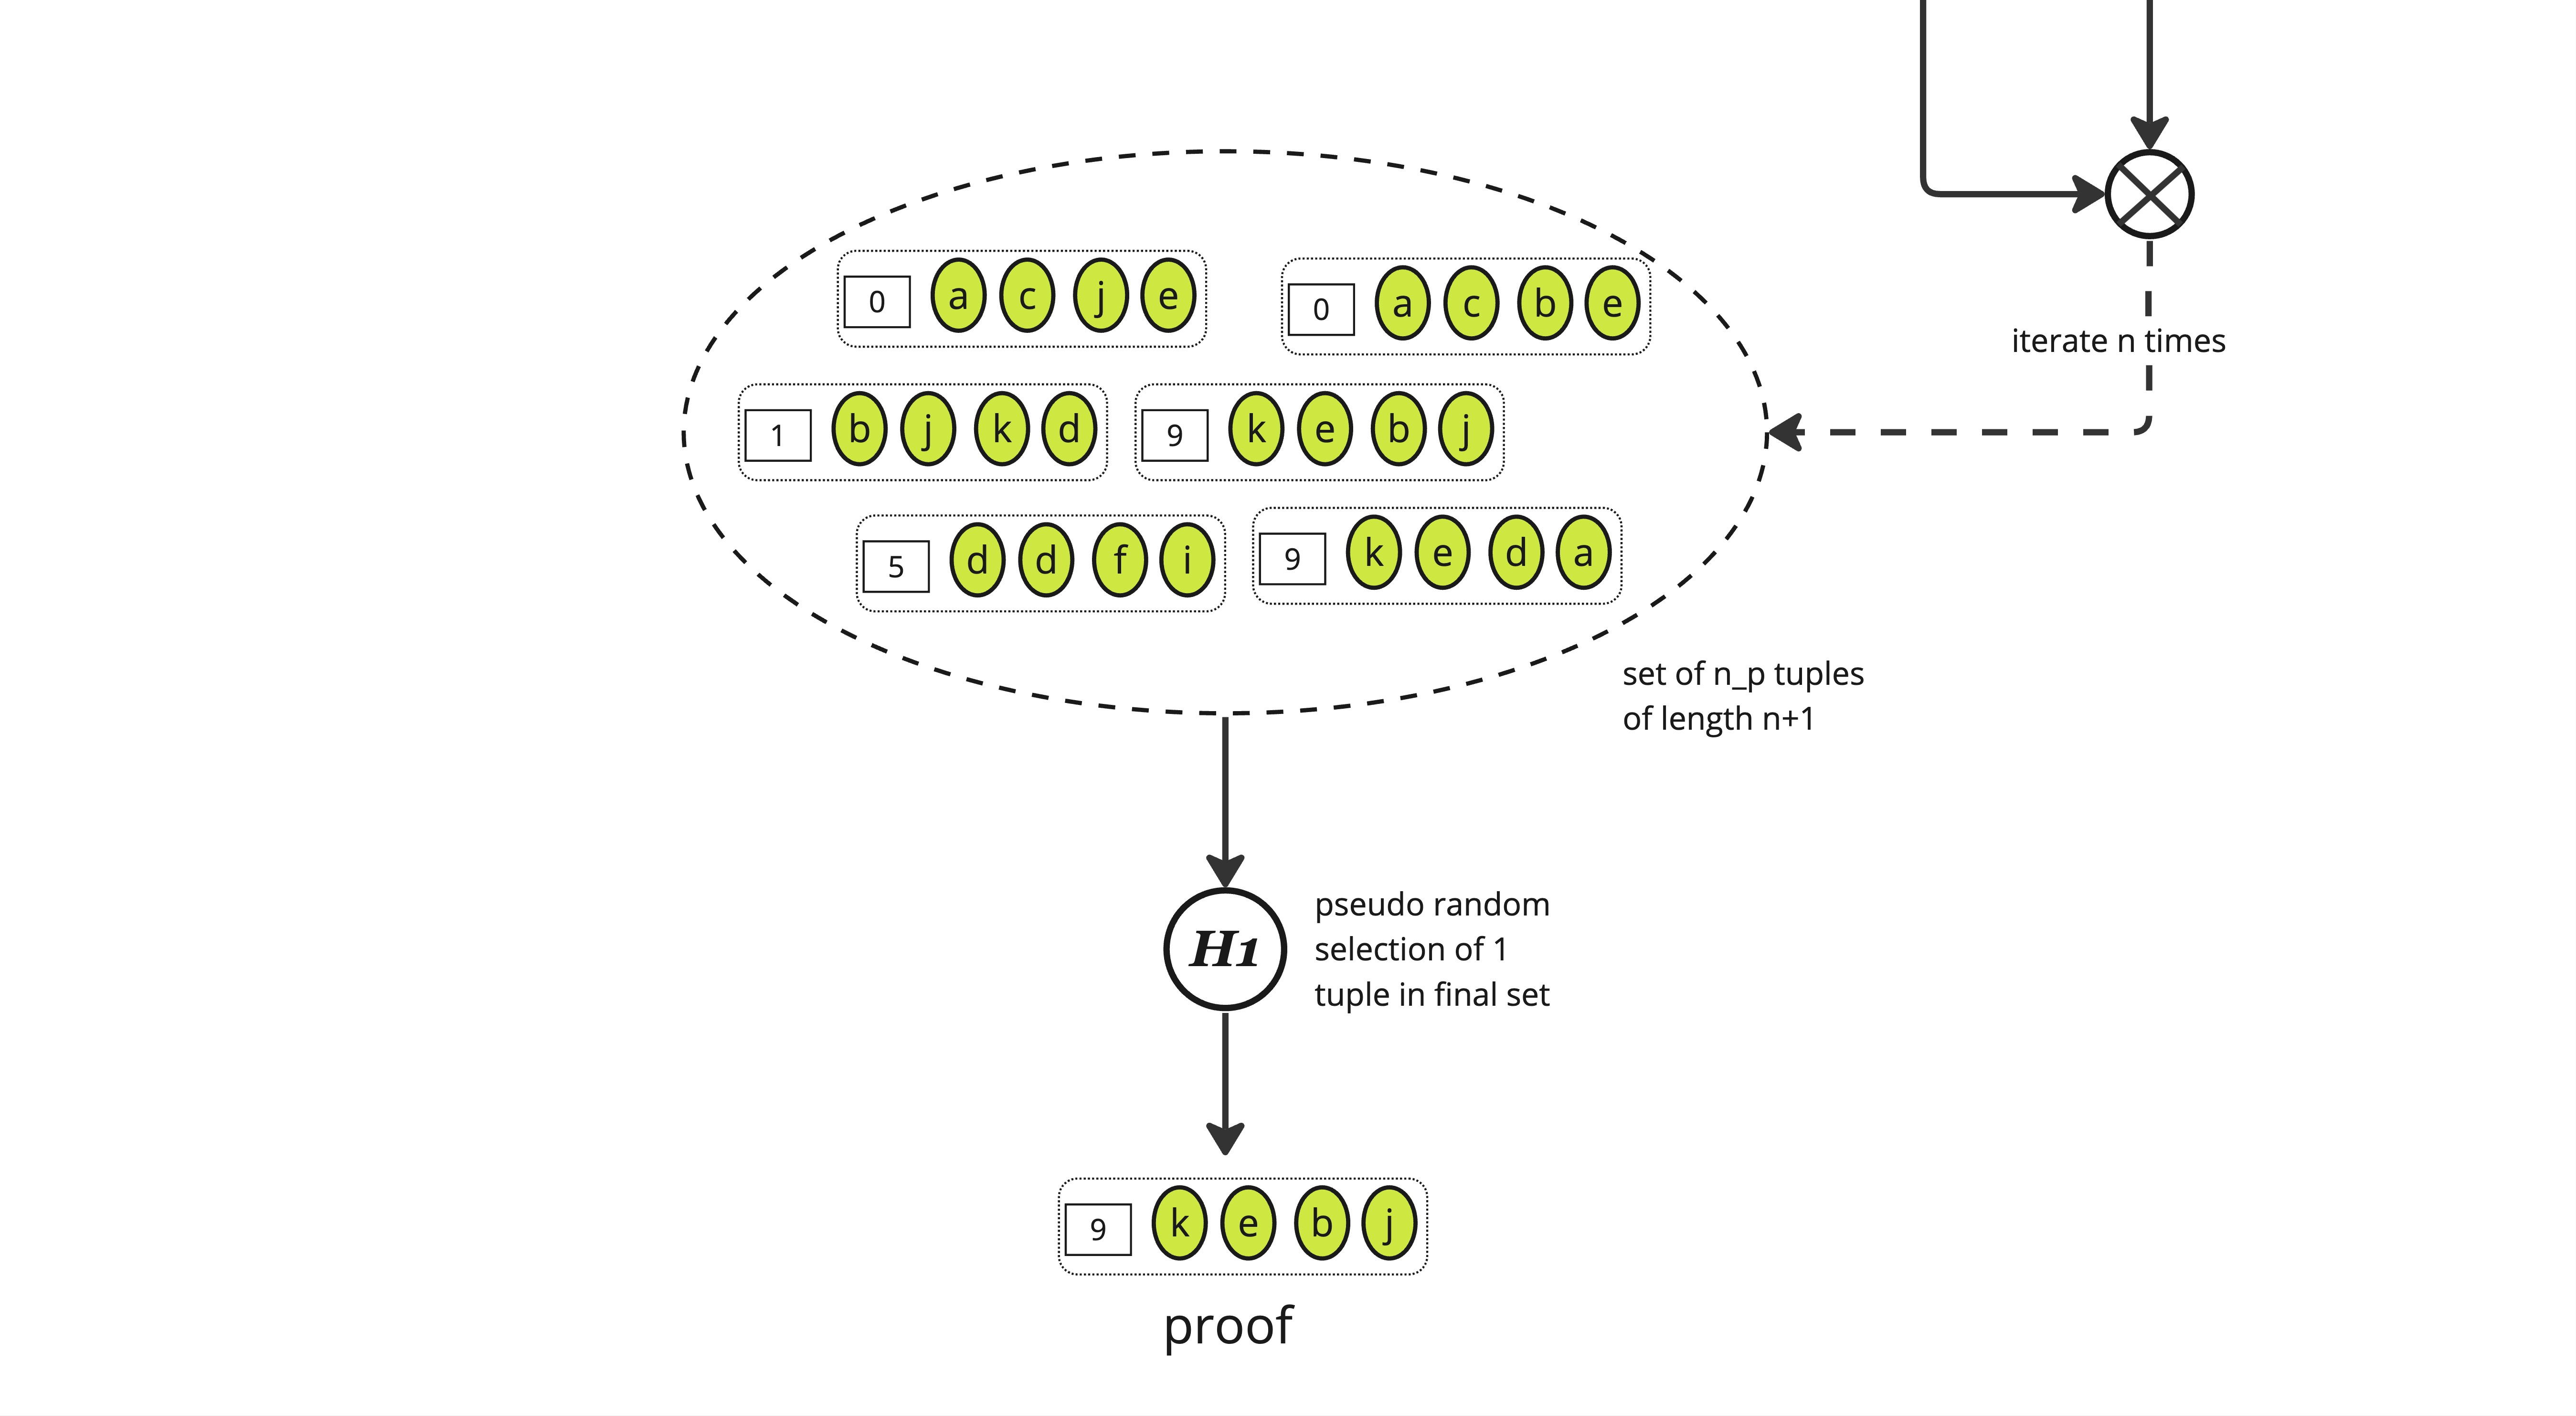 0 a c j e
0 a c b e
iterate n times
1 b j k d
9 k e b j
5 d d f i
9 k e d a
set of n_p tuples
of length n+1
H1
pseudo random
selection of 1
tuple in final set
9 k e b j
proof